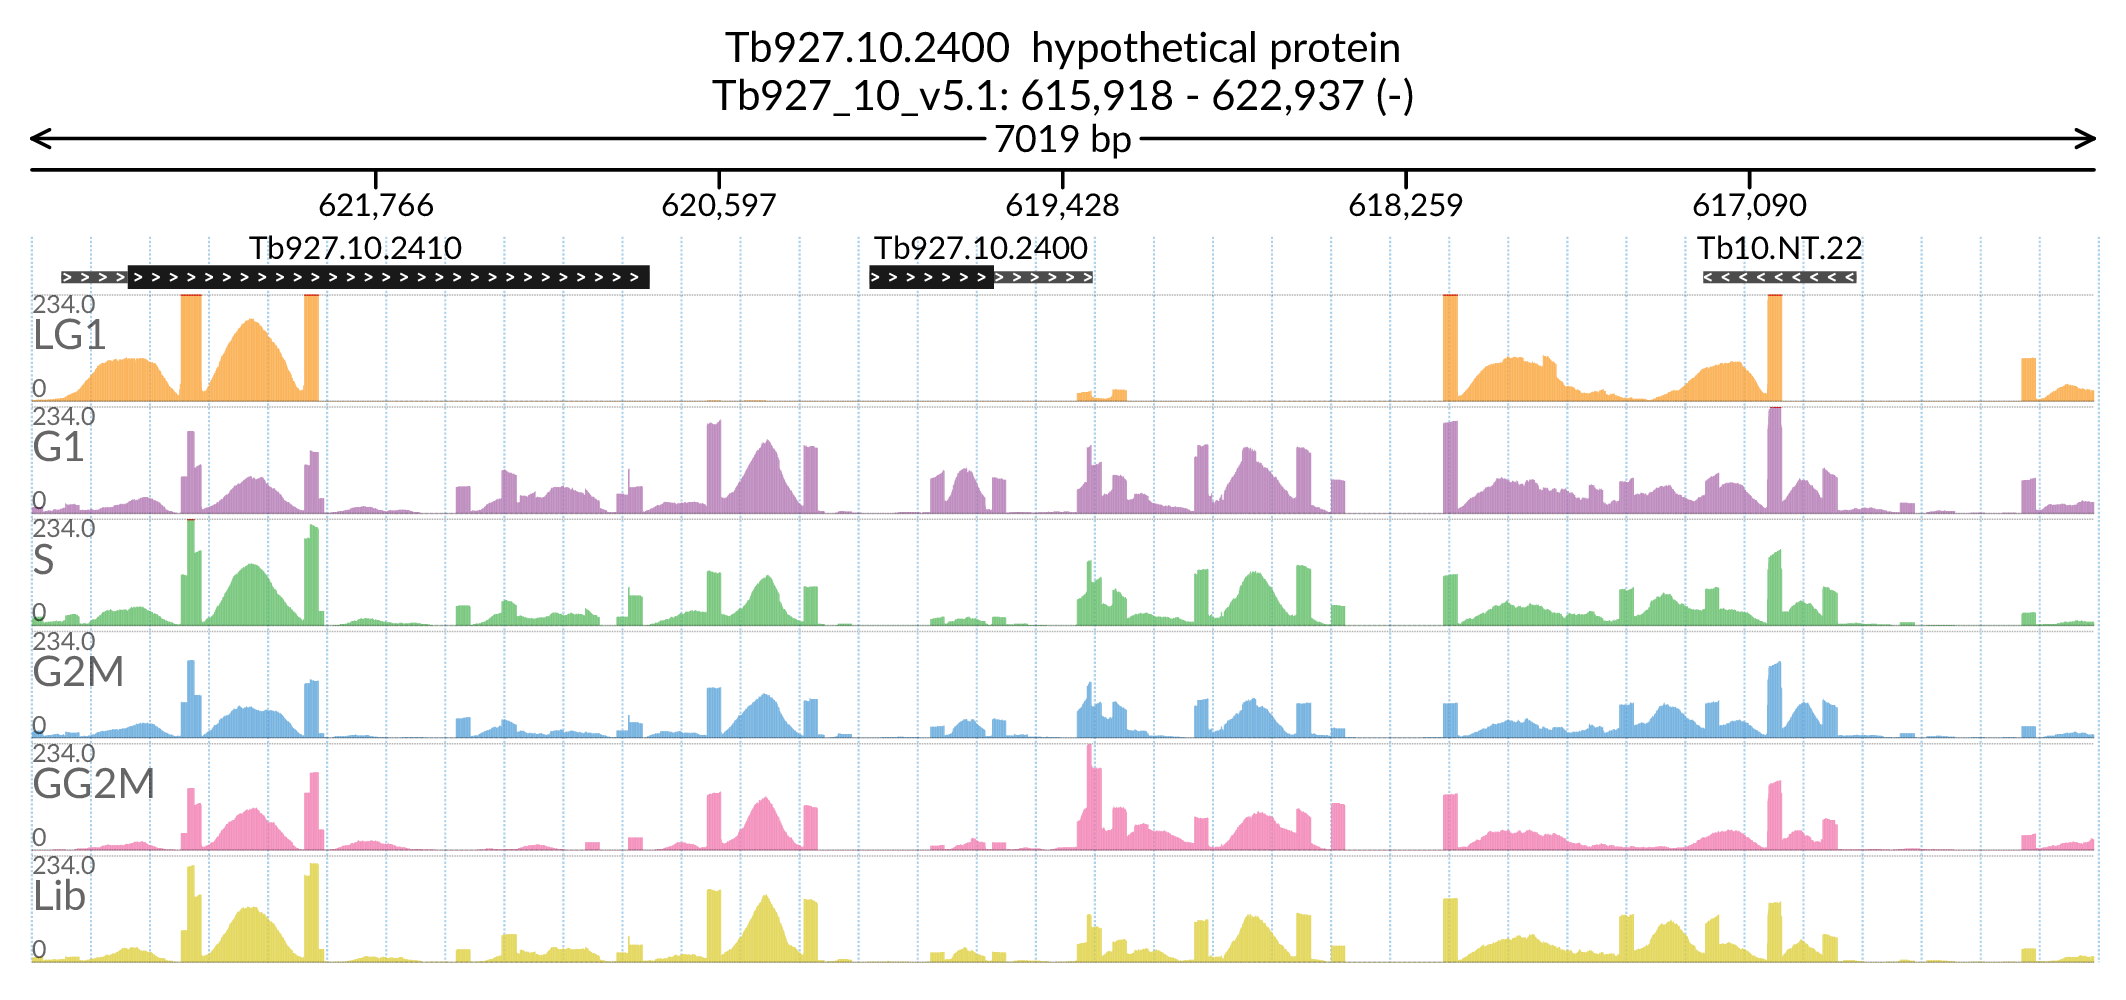 Tb927.10.2400 hypothetical protein
Tb927_10_v5.1: 615,918 - 622,937 (-)
7019 bp
621,766 620,597 619,428 618,259 617,090
Tb927.10.2410 Tb927.10.2400 Tb10.NT.22
234.0
LG1
0
234.0
G1
0
234.0
S
0
234.0
G2M
0
234.0
GG2M
0
234.0
Lib
0